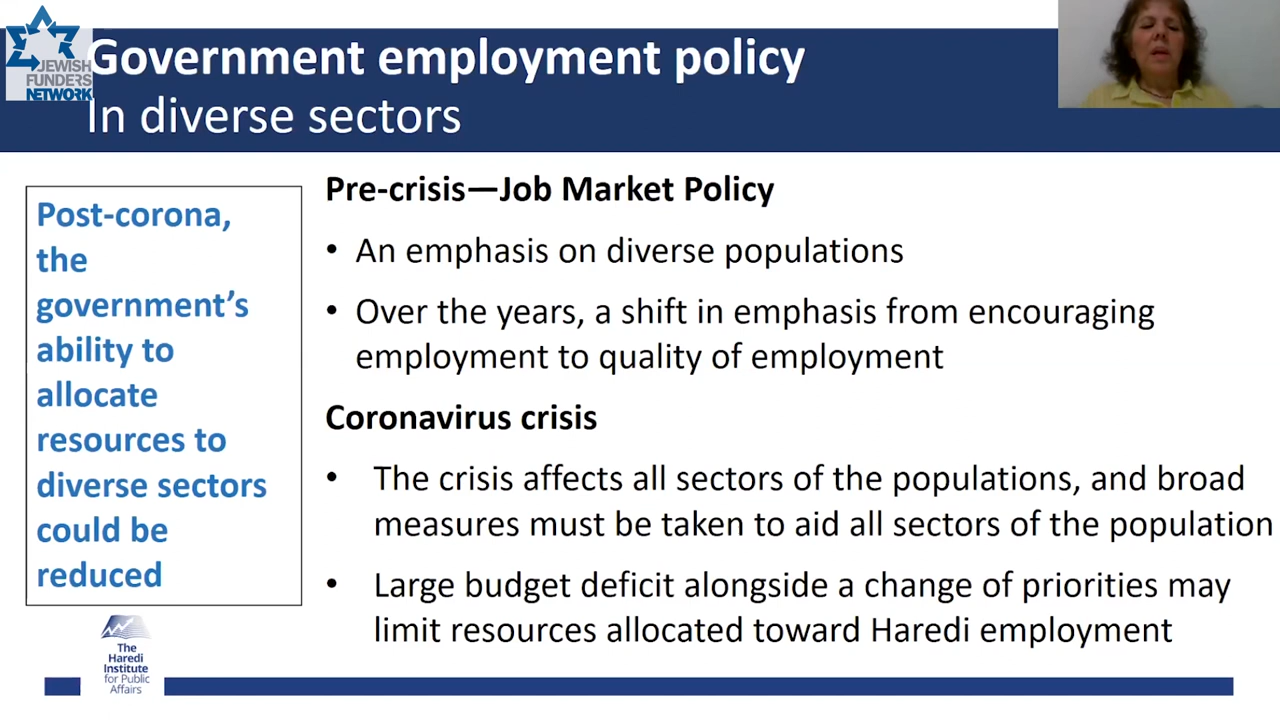 JEWISH
FUNDERS
NETWORK
Government employment policy
In diverse sectors
Post-corona,
the
government’s
ability to
allocate
resources to
diverse sectors
could be
reduced
Pre-crisis—Job Market Policy
• An emphasis on diverse populations
• Over the years, a shift in emphasis from encouraging
employment to quality of employment
Coronavirus crisis
• The crisis affects all sectors of the populations, and broad
measures must be taken to aid all sectors of the population
• Large budget deficit alongside a change of priorities may
limit resources allocated toward Haredi employment
The
Haredi
Institute
for Public
Affairs